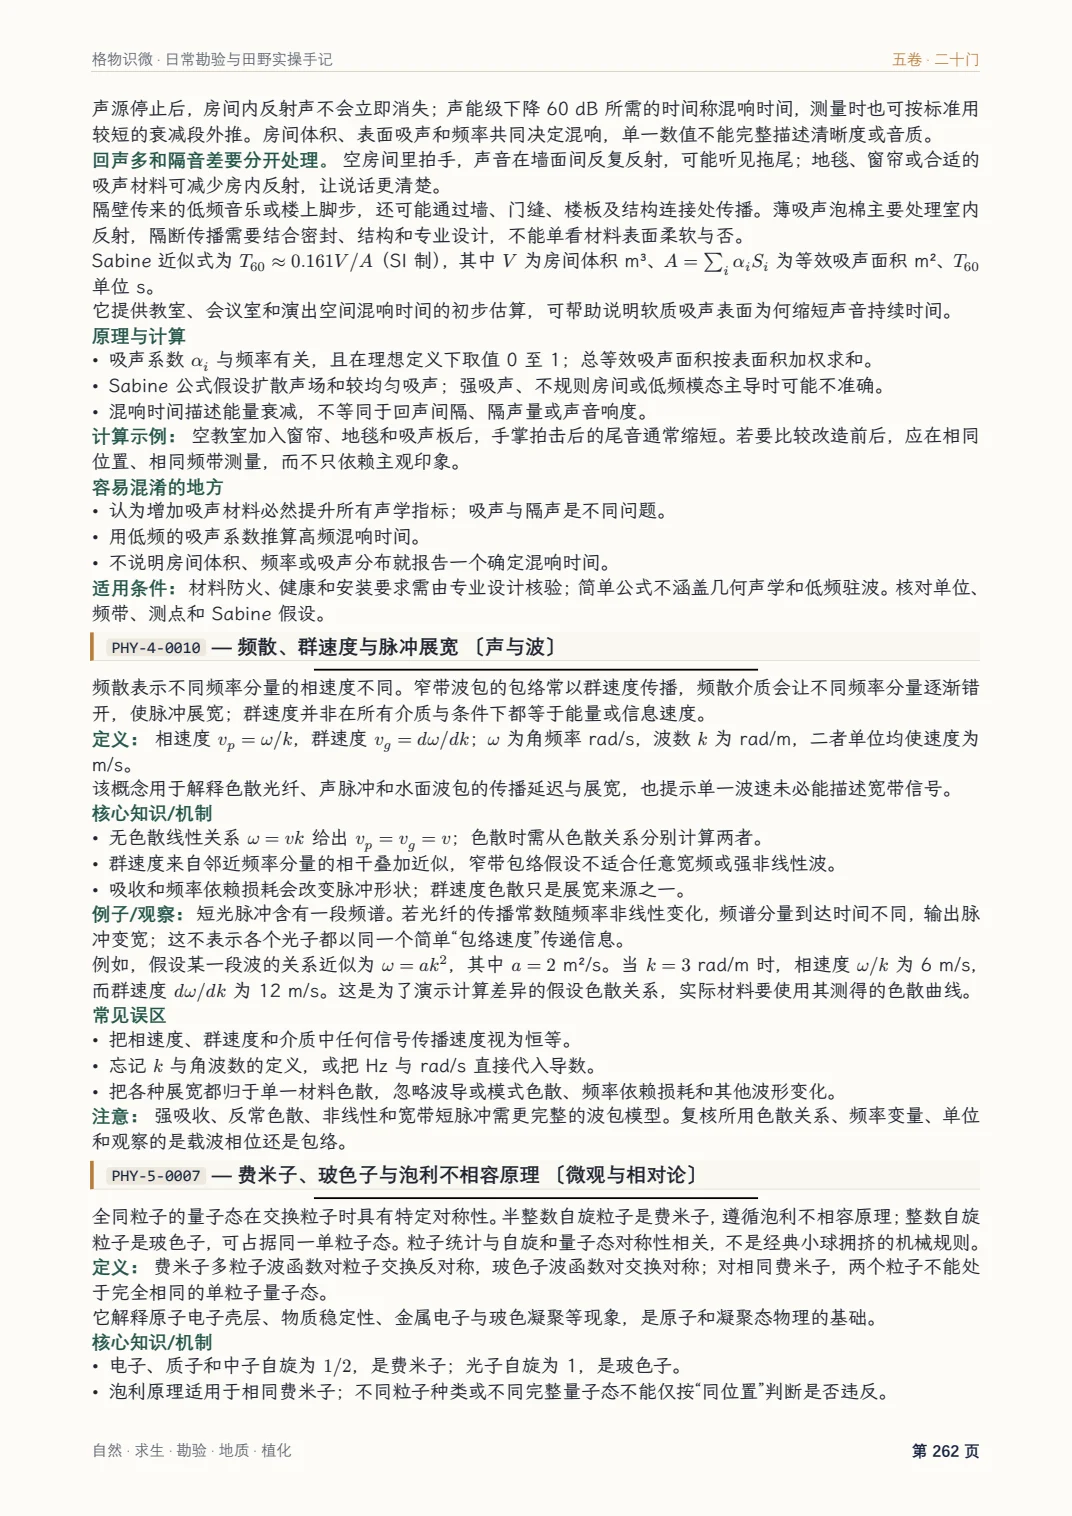 格物识微 · 日常勘验与田野实操手记
五卷 · 二十门
声源停止后，房间内反射声不会立即消失；声能级下降 60 dB 所需的时间称混响时间，测量时也可按标准用
较短的衰减段外推。房间体积、表面吸声和频率共同决定混响，单一数值不能完整描述清晰度或音质。
回声多和隔音差要分开处理。 空房间里拍手，声音在墙面间反复反射，可能听见拖尾；地毯、窗帘或合适的
吸声材料可减少房内反射，让说话更清楚。
隔壁传来的低频音乐或楼上脚步，还可能通过墙、门缝、楼板及结构连接处传播。薄吸声泡棉主要处理室内
反射，隔断传播需要结合密封、结构和专业设计，不能单看材料表面柔软与否。
Sabine 近似式为 T₆₀ ≈ 0.161V/A（SI 制），其中 V 为房间体积 m³、A = ∑ᵢ αᵢSᵢ 为等效吸声面积 m²、T₆₀
单位 s。
它提供教室、会议室和演出空间混响时间的初步估算，可帮助说明软质吸声表面为何缩短声音持续时间。
原理与计算
• 吸声系数 αᵢ 与频率有关，且在理想定义下取值 0 至 1；总等效吸声面积按表面积加权求和。
• Sabine 公式假设扩散声场和较均匀吸声；强吸声、不规则房间或低频模态主导时可能不准确。
• 混响时间描述能量衰减，不等同于回声间隔、隔声量或声音响度。
计算示例： 空教室加入窗帘、地毯和吸声板后，手掌拍击后的尾音通常缩短。若要比较改造前后，应在相同
位置、相同频带测量，而不只依赖主观印象。
容易混淆的地方
• 认为增加吸声材料必然提升所有声学指标；吸声与隔声是不同问题。
• 用低频的吸声系数推算高频混响时间。
• 不说明房间体积、频率或吸声分布就报告一个确定混响时间。
适用条件：材料防火、健康和安装要求需由专业设计核验；简单公式不涵盖几何声学和低频驻波。核对单位、
频带、测点和 Sabine 假设。
PHY-4-0010 — 频散、群速度与脉冲展宽 〔声与波〕
频散表示不同频率分量的相速度不同。窄带波包的包络常以群速度传播，频散介质会让不同频率分量逐渐错
开，使脉冲展宽；群速度并非在所有介质与条件下都等于能量或信息速度。
定义： 相速度 vₚ = ω/k，群速度 v_g = dω/dk；ω 为角频率 rad/s，波数 k 为 rad/m，二者单位均使速度为
m/s。
该概念用于解释色散光纤、声脉冲和水面波包的传播延迟与展宽，也提示单一波速未必能描述宽带信号。
核心知识/机制
• 无色散线性关系 ω = vk 给出 vₚ = v_g = v；色散时需从色散关系分别计算两者。
• 群速度来自邻近频率分量的相干叠加近似，窄带包络假设不适合任意宽频或强非线性波。
• 吸收和频率依赖损耗会改变脉冲形状；群速度色散只是展宽来源之一。
例子/观察：短光脉冲含有一段频谱。若光纤的传播常数随频率非线性变化，频谱分量到达时间不同，输出脉
冲变宽；这不表示各个光子都以同一个简单“包络速度”传递信息。
例如，假设某一段波的关系近似为 ω = ak²，其中 a = 2 m²/s。当 k = 3 rad/m 时，相速度 ω/k 为 6 m/s，
而群速度 dω/dk 为 12 m/s。这是为了演示计算差异的假设色散关系，实际材料要使用其测得的色散曲线。
常见误区
• 把相速度、群速度和介质中任何信号传播速度视为恒等。
• 忘记 k 与角波数的定义，或把 Hz 与 rad/s 直接代入导数。
• 把各种展宽都归于单一材料色散，忽略波导或模式色散、频率依赖损耗和其他波形变化。
注意： 强吸收、反常色散、非线性和宽带短脉冲需更完整的波包模型。复核所用色散关系、频率变量、单位
和观察的是载波相位还是包络。
PHY-5-0007 — 费米子、玻色子与泡利不相容原理 〔微观与相对论〕
全同粒子的量子态在交换粒子时具有特定对称性。半整数自旋粒子是费米子，遵循泡利不相容原理；整数自旋
粒子是玻色子，可占据同一单粒子态。粒子统计与自旋和量子态对称性相关，不是经典小球拥挤的机械规则。
定义： 费米子多粒子波函数对粒子交换反对称，玻色子波函数对交换对称；对相同费米子，两个粒子不能处
于完全相同的单粒子量子态。
它解释原子电子壳层、物质稳定性、金属电子与玻色凝聚等现象，是原子和凝聚态物理的基础。
核心知识/机制
• 电子、质子和中子自旋为 1/2，是费米子；光子自旋为 1，是玻色子。
• 泡利原理适用于相同费米子；不同粒子种类或不同完整量子态不能仅按“同位置”判断是否违反。
自然 · 求生 · 勘验 · 地质 · 植化
第 262 页